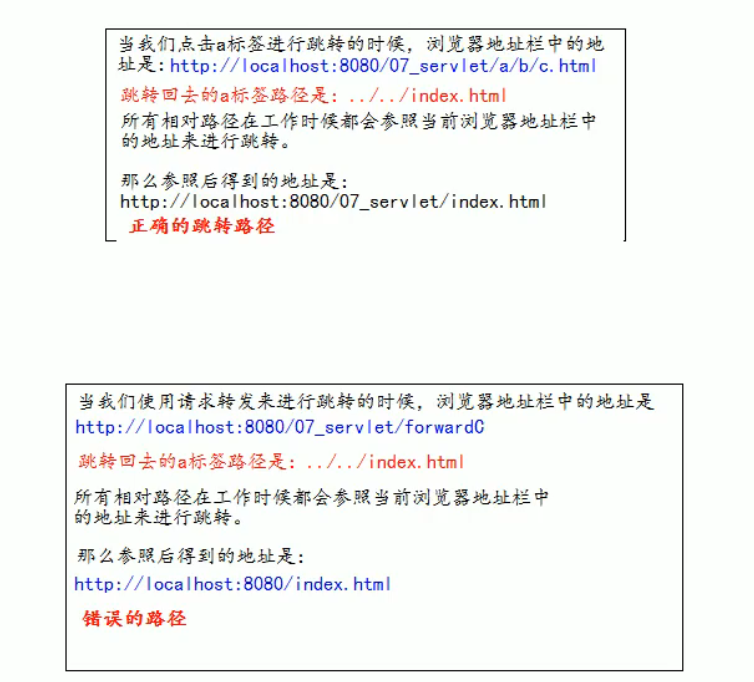 当我们点击a标签进行跳转的时候，浏览器地址栏中的地
址是:http://localhost:8080/07_servlet/a/b/c.html
跳转回去的a标签路径是：../../index.html
所有相对路径在工作时候都会参照当前浏览器地址栏中
的地址来进行跳转。
那么参照后得到的地址是：
http://localhost:8080/07_servlet/index.html
正确的跳转路径
当我们使用请求转发来进行跳转的时候，浏览器地址栏中的地址是
http://localhost:8080/07_servlet/forwardC
跳转回去的a标签路径是：../../index.html
所有相对路径在工作时候都会参照当前浏览器地址栏中
的地址来进行跳转。
那么参照后得到的地址是：
http://localhost:8080/index.html
错误的路径